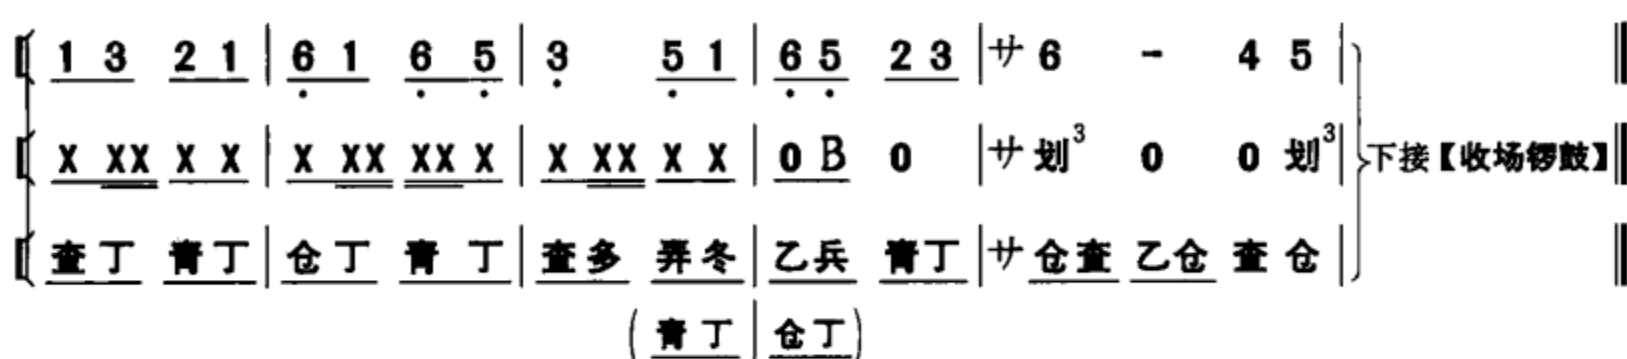 1 3 2 1 | 6 1 6 5 | 3 5 1 | 6 5 2 3 | サ 6 - 4 5 |
X XX X X | X XX XX X | X XX X X | 0 B 0 | サ 划³ 0 0 划³ | 下接【收场锣鼓】
查丁 青丁 | 仓丁 青丁 | 查多 弄冬 | 乙兵 青丁 | サ 仓查 乙仓 查仓 |
(青丁 | 仓丁)